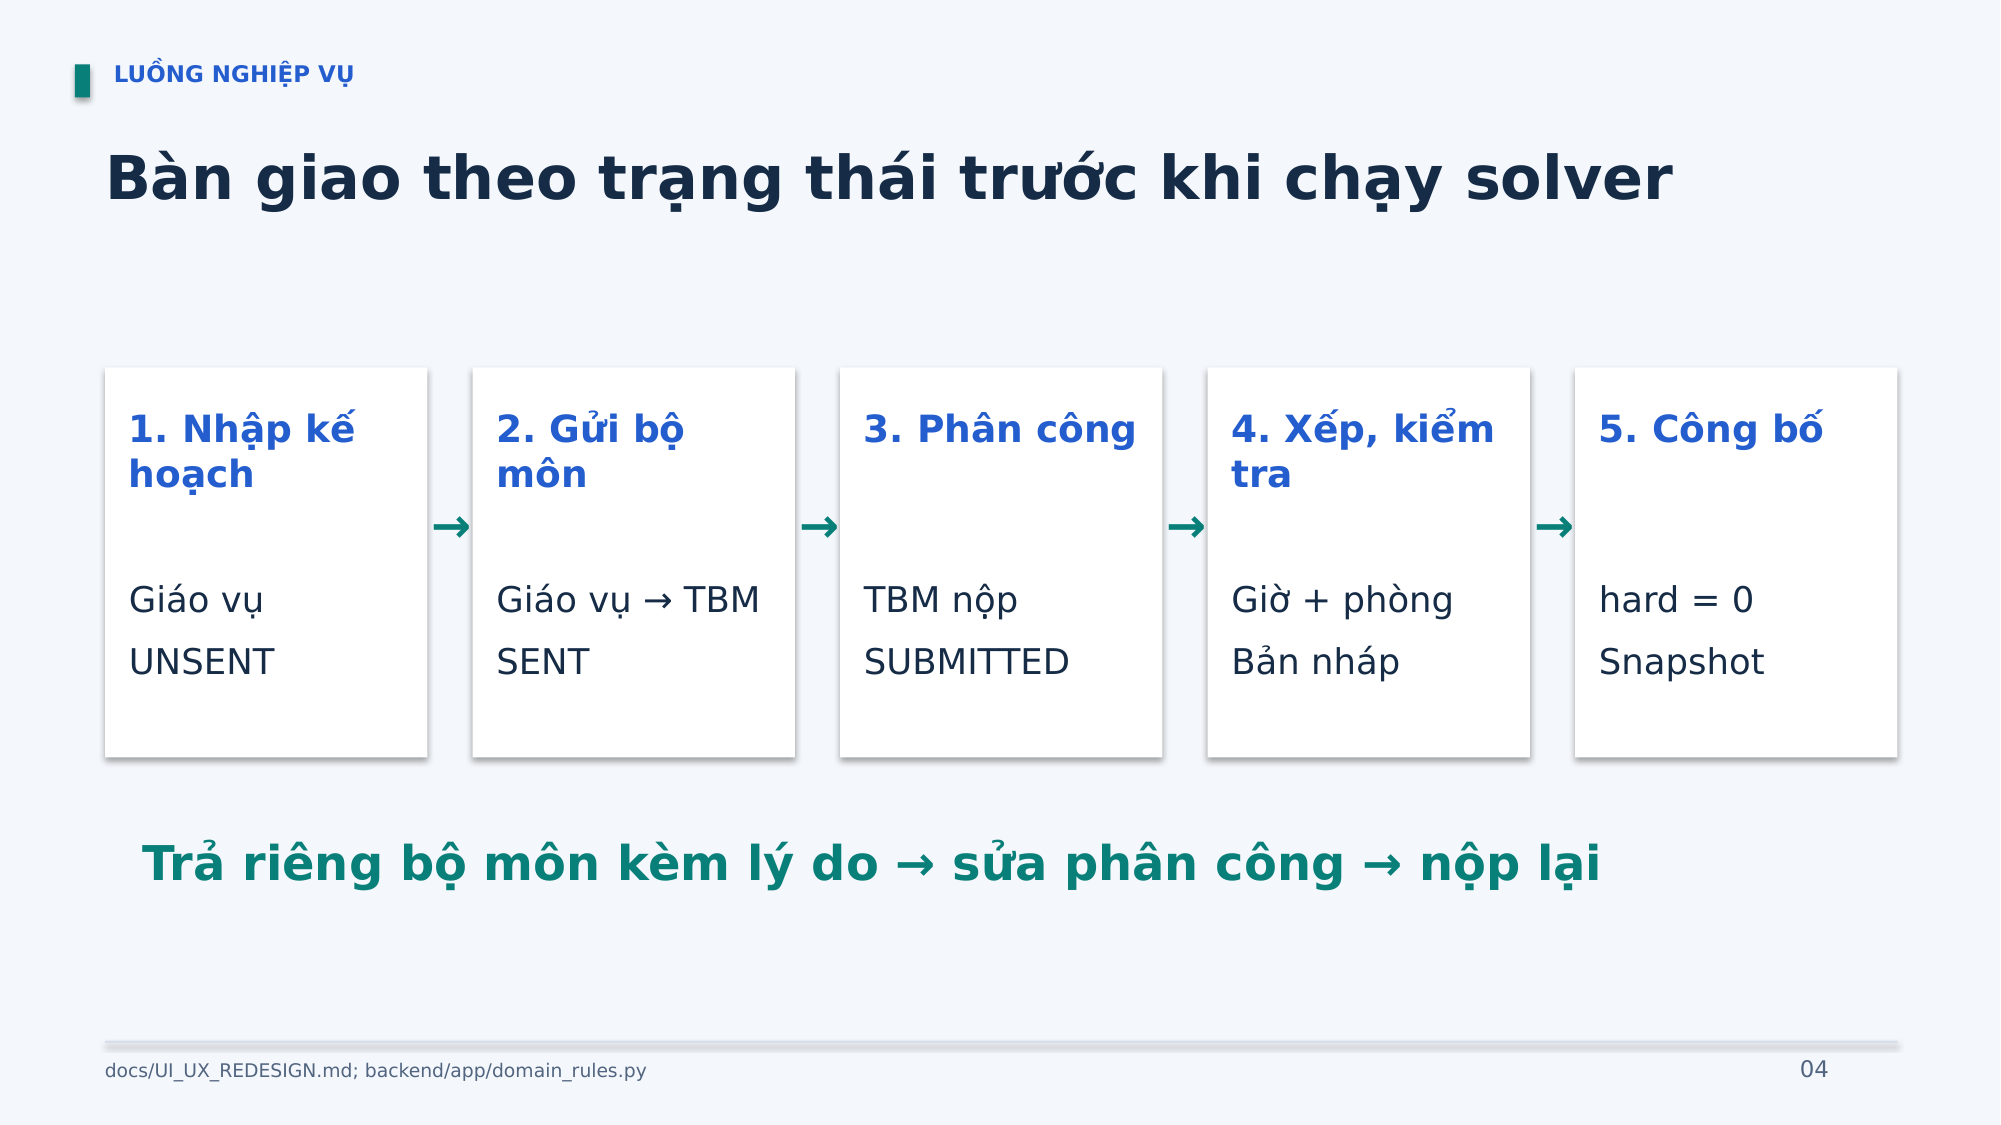 LUỒNG NGHIỆP VỤ
Bàn giao theo trạng thái trước khi chạy solver
1. Nhập kế
hoạch
Giáo vụ
UNSENT
→
2. Gửi bộ
môn
Giáo vụ → TBM
SENT
→
3. Phân công
TBM nộp
SUBMITTED
→
4. Xếp, kiểm
tra
Giờ + phòng
Bản nháp
→
5. Công bố
hard = 0
Snapshot
Trả riêng bộ môn kèm lý do → sửa phân công → nộp lại
docs/UI_UX_REDESIGN.md; backend/app/domain_rules.py
04